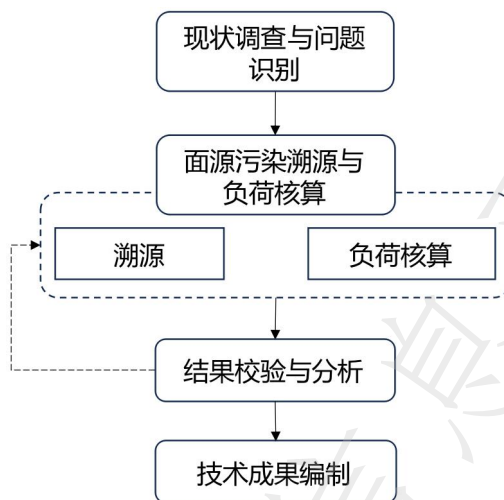 现状调查与问题
识别
面源污染溯源与
负荷核算
溯源
负荷核算
结果校验与分析
技术成果编制